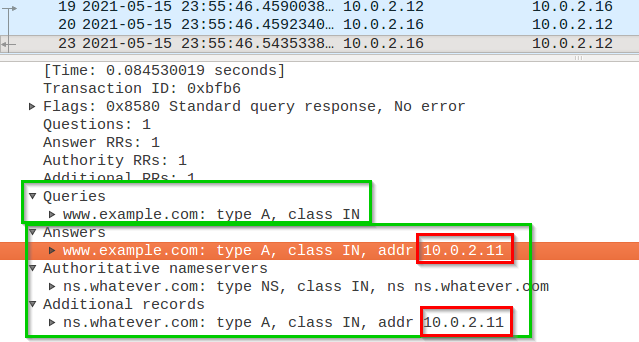 19 2021-05-15 23:55:46.4590038… 10.0.2.12 10.0.2.16
20 2021-05-15 23:55:46.4592340… 10.0.2.16 10.0.2.12
23 2021-05-15 23:55:46.5435338… 10.0.2.16 10.0.2.12
[Time: 0.084530019 seconds]
Transaction ID: 0xbfb6
Flags: 0x8580 Standard query response, No error
Questions: 1
Answer RRs: 1
Authority RRs: 1
Additional RRs: 1
Queries
www.example.com: type A, class IN
Answers
www.example.com: type A, class IN, addr 10.0.2.11
Authoritative nameservers
ns.whatever.com: type NS, class IN, ns ns.whatever.com
Additional records
ns.whatever.com: type A, class IN, addr 10.0.2.11